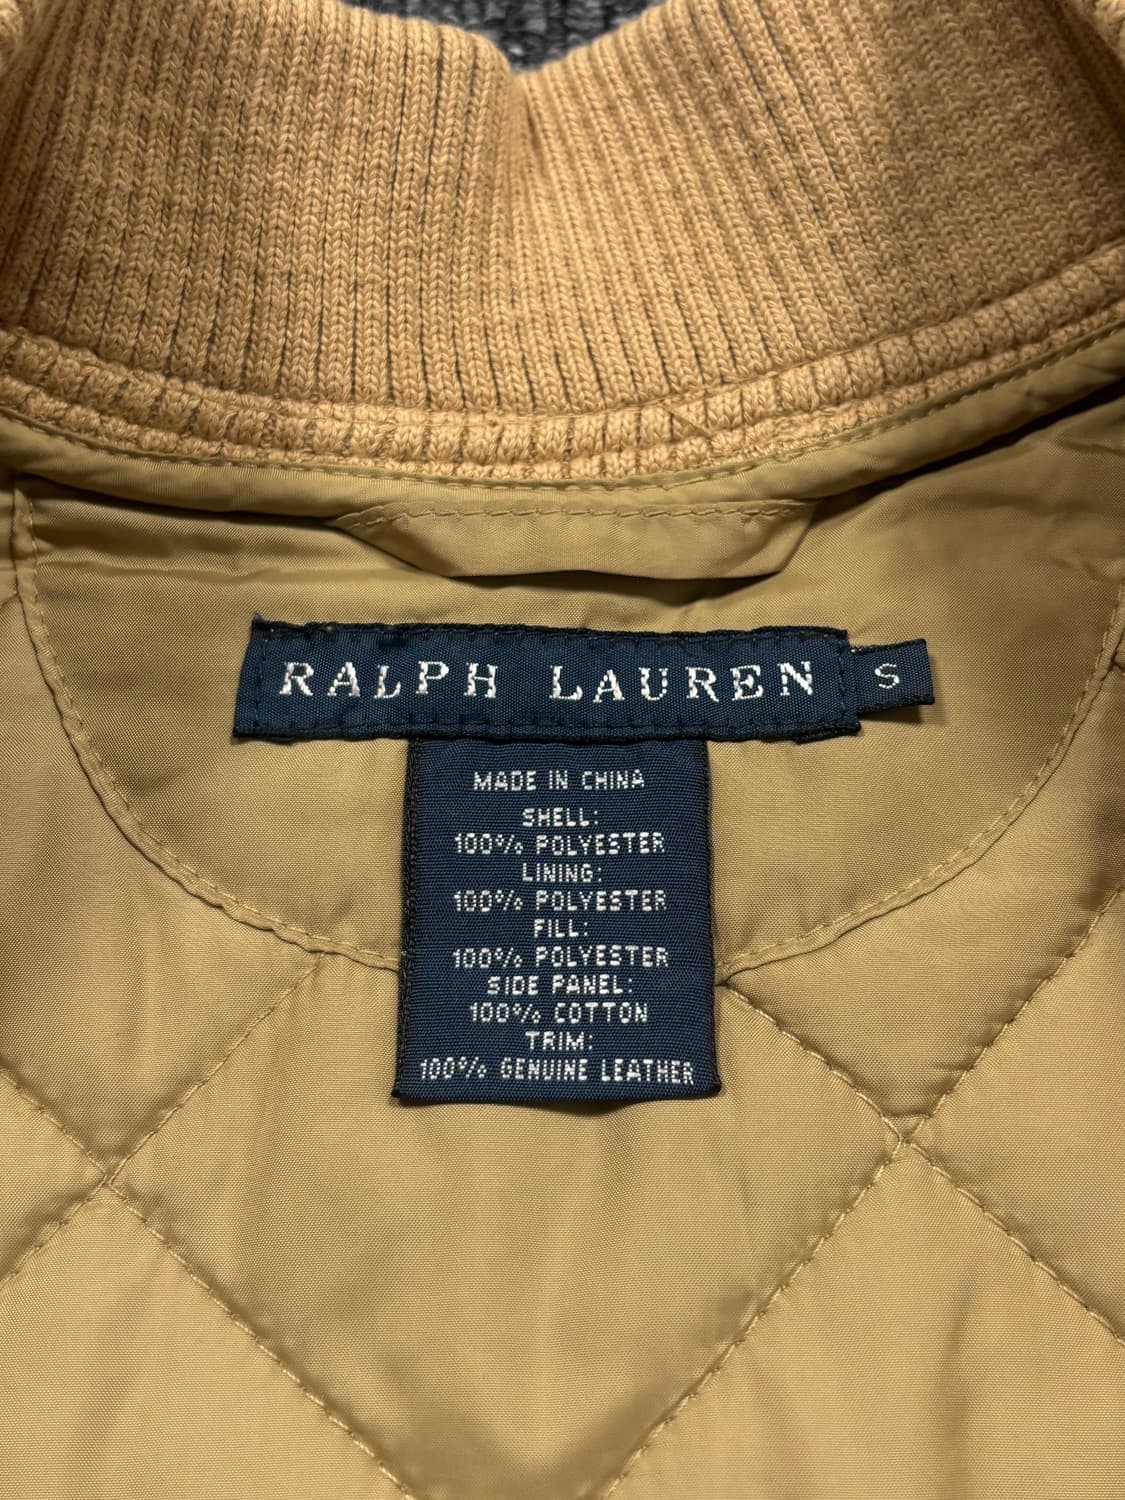 RALPH LAUREN S
MADE IN CHINA
SHELL:
100% POLYESTER
LINING:
100% POLYESTER
FILL:
100% POLYESTER
SIDE PANEL:
100% COTTON
TRIM:
100% GENUINE LEATHER